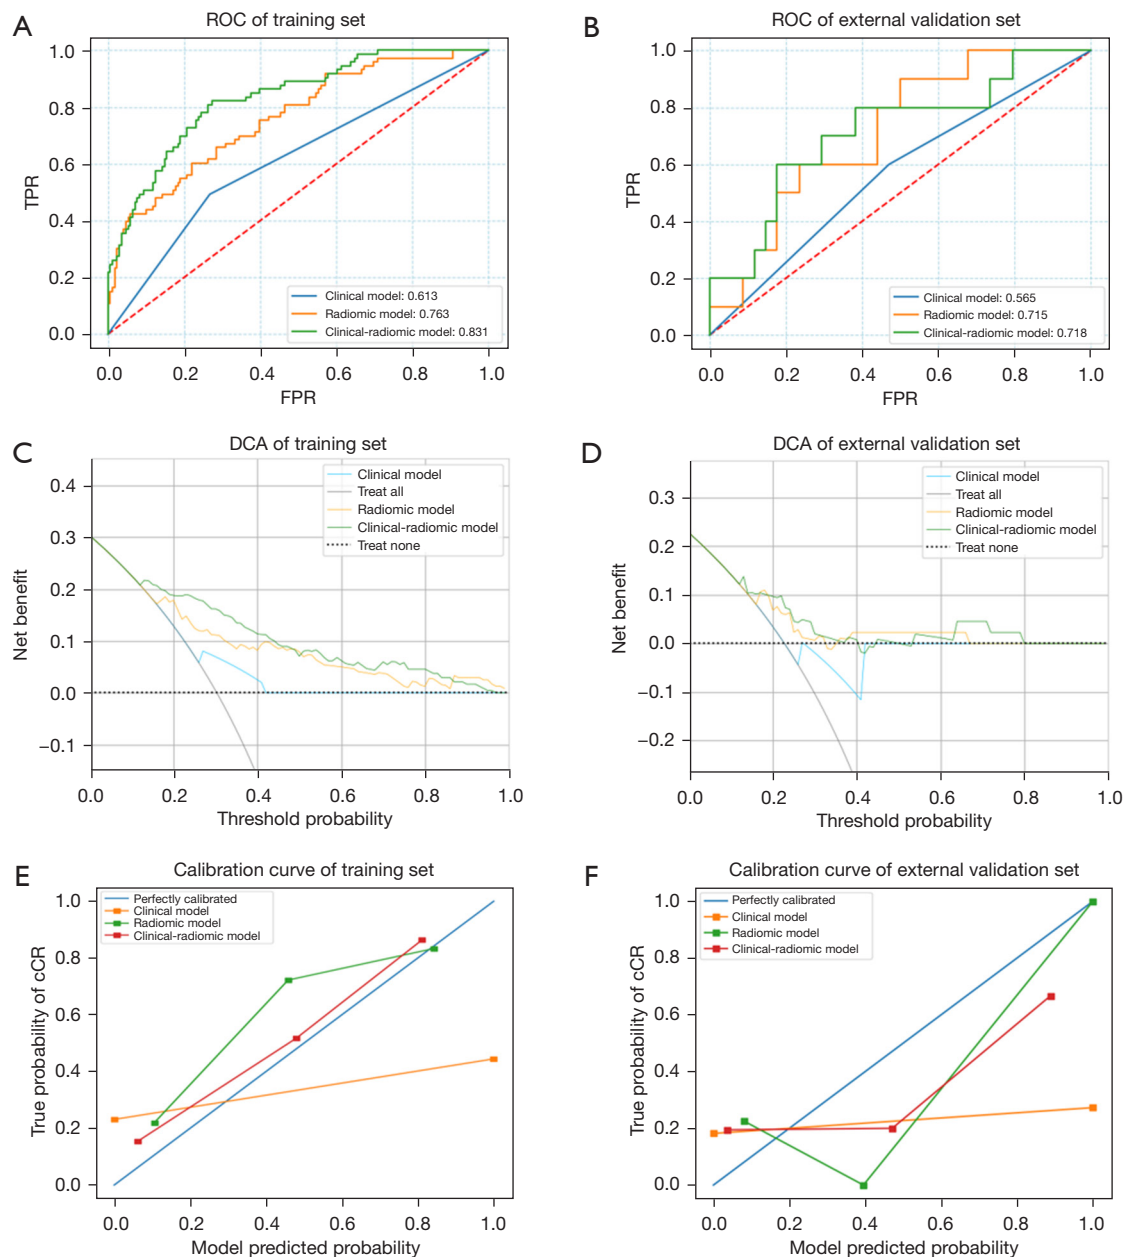 A
ROC of training set
TPR
1.0
0.8
0.6
0.4
0.2
0.0
Clinical model: 0.613
Radiomic model: 0.763
Clinical-radiomic model: 0.831
0.0 0.2 0.4 0.6 0.8 1.0
FPR
B
ROC of external validation set
TPR
1.0
0.8
0.6
0.4
0.2
0.0
Clinical model: 0.565
Radiomic model: 0.715
Clinical-radiomic model: 0.718
0.0 0.2 0.4 0.6 0.8 1.0
FPR
C
DCA of training set
Net benefit
0.4
0.3
0.2
0.1
0.0
−0.1
Clinical model
Treat all
Radiomic model
Clinical-radiomic model
Treat none
0.0 0.2 0.4 0.6 0.8 1.0
Threshold probability
D
DCA of external validation set
Net benefit
0.3
0.2
0.1
0.0
−0.1
−0.2
Clinical model
Treat all
Radiomic model
Clinical-radiomic model
Treat none
0.0 0.2 0.4 0.6 0.8 1.0
Threshold probability
E
Calibration curve of training set
True probability of cCR
1.0
0.8
0.6
0.4
0.2
0.0
Perfectly calibrated
Clinical model
Radiomic model
Clinical-radiomic model
0.0 0.2 0.4 0.6 0.8 1.0
Model predicted probability
F
Calibration curve of external validation set
True probability of cCR
1.0
0.8
0.6
0.4
0.2
0.0
Perfectly calibrated
Clinical model
Radiomic model
Clinical-radiomic model
0.0 0.2 0.4 0.6 0.8 1.0
Model predicted probability